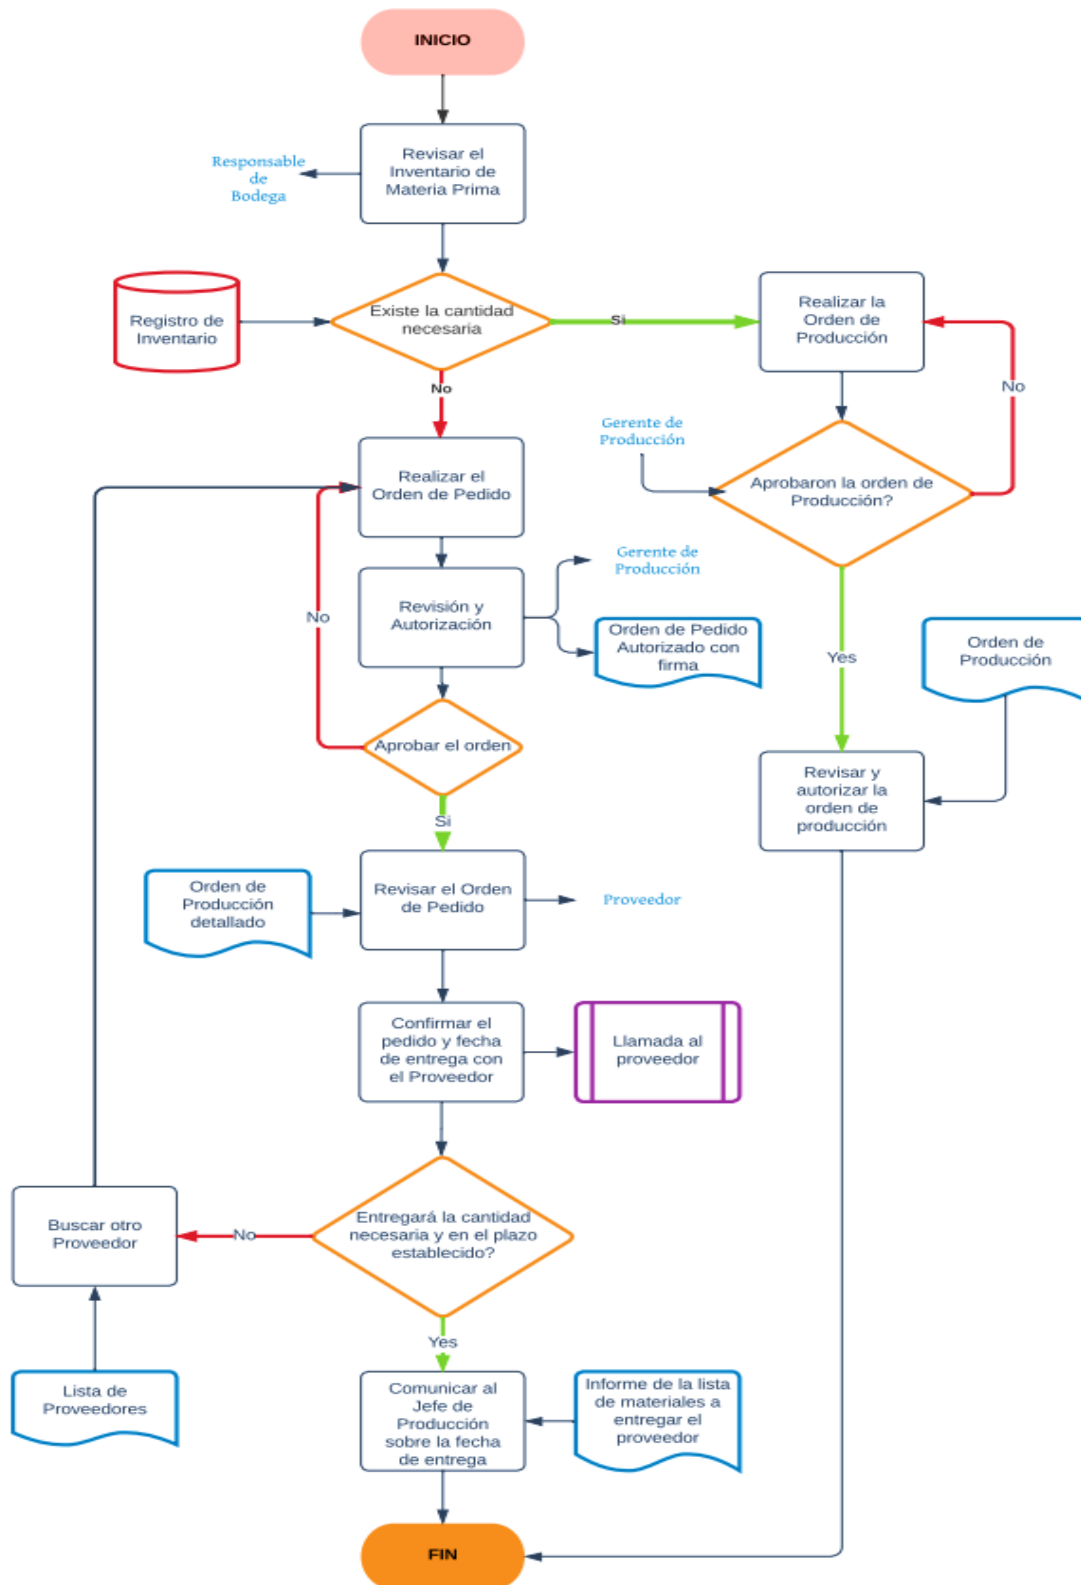 INICIO
Revisar el
Inventario de
Materia Prima
Responsable
de
Bodega
Registro de
Inventario
Existe la cantidad
necesaria
Si
Realizar la
Orden de
Producción
No
No
Gerente de
Producción
Aprobaron la orden de
Producción?
Realizar el
Orden de Pedido
Gerente de
Producción
Revisión y
Autorización
No
Orden de Pedido
Autorizado con
firma
Yes
Orden de
Producción
Aprobar el orden
Revisar y
autorizar la
orden de
producción
Si
Orden de
Producción
detallado
Revisar el Orden
de Pedido
Proveedor
Confirmar el
pedido y fecha
de entrega con
el Proveedor
Llamada al
proveedor
Entregará la cantidad
necesaria y en el plazo
establecido?
No
Buscar otro
Proveedor
Yes
Lista de
Proveedores
Comunicar al
Jefe de
Producción
sobre la fecha
de entrega
Informe de la lista
de materiales a
entregar el
proveedor
FIN